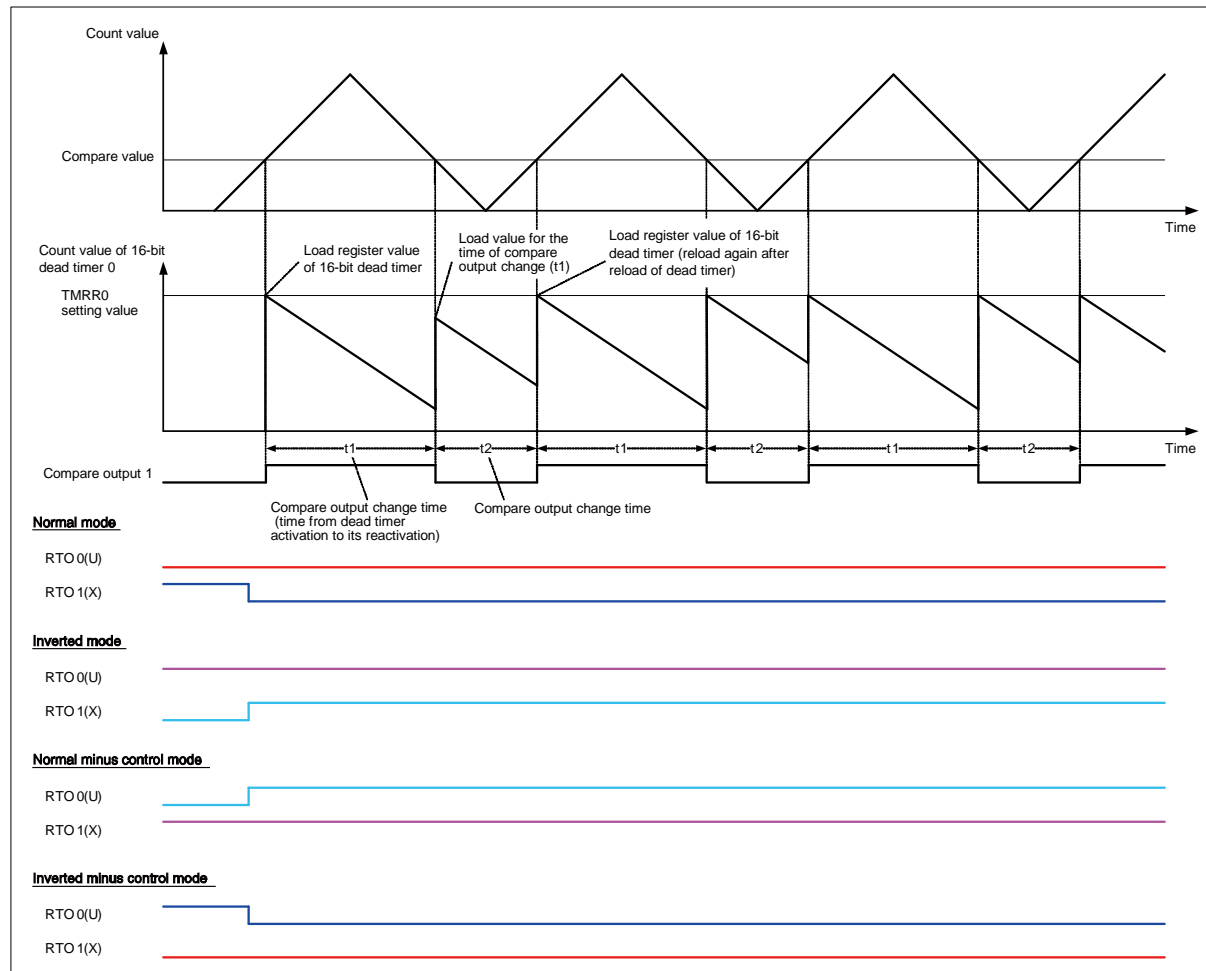 Count value
Compare value
Time
Count value of 16-bit
dead timer 0
TMRR0
setting value
Load register value
of 16-bit dead timer
Load value for the
time of compare
output change (t1)
Load register value of 16-bit
dead timer (reload again after
reload of dead timer)
t1
t2
t1
t2
t1
t2
Time
Compare output 1
Compare output change time
(time from dead timer
activation to its reactivation)
Compare output change time
Normal mode
RTO 0(U)
RTO 1(X)
Inverted mode
RTO 0(U)
RTO 1(X)
Normal minus control mode
RTO 0(U)
RTO 1(X)
Inverted minus control mode
RTO 0(U)
RTO 1(X)